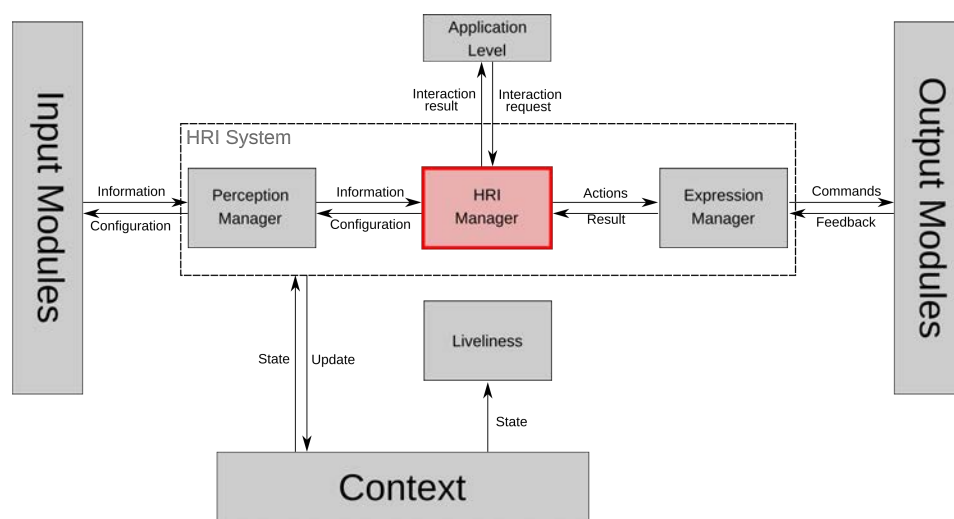 Application
Level
Interaction
result
Interaction
request
HRI System
Input Modules
Output Modules
Information
Configuration
Perception
Manager
Information
Configuration
HRI
Manager
Actions
Result
Expression
Manager
Commands
Feedback
State
Update
Liveliness
State
Context